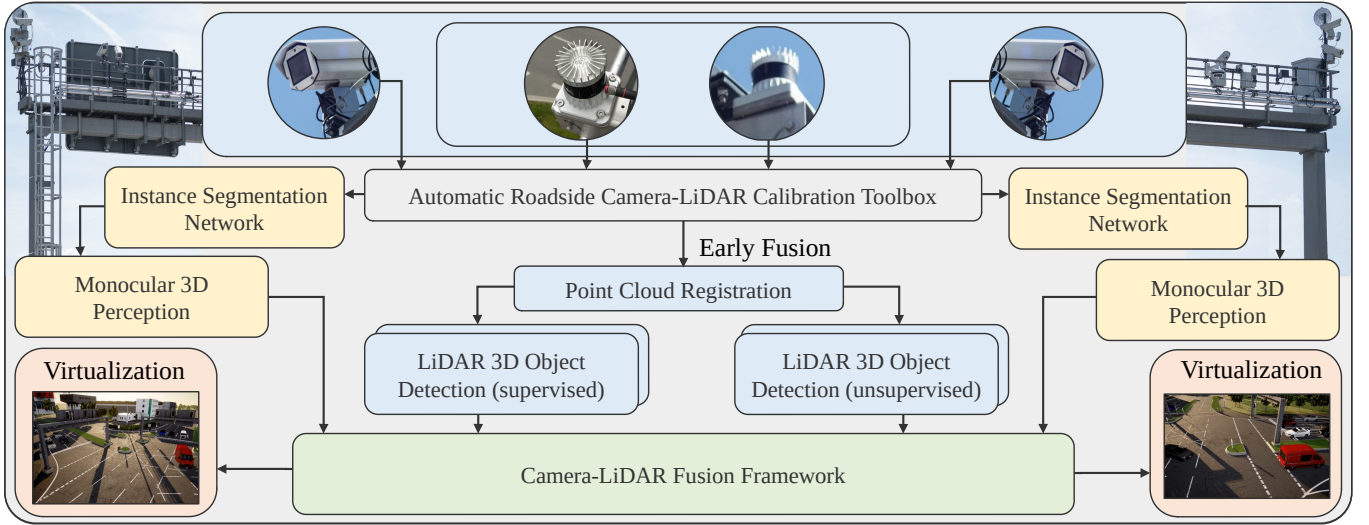 Automatic Roadside Camera-LiDAR Calibration Toolbox
Instance Segmentation
Network
Instance Segmentation
Network
Early Fusion
Monocular 3D
Perception
Point Cloud Registration
Monocular 3D
Perception
LiDAR 3D Object
Detection (supervised)
LiDAR 3D Object
Detection (unsupervised)
Virtualization
Virtualization
Camera-LiDAR Fusion Framework